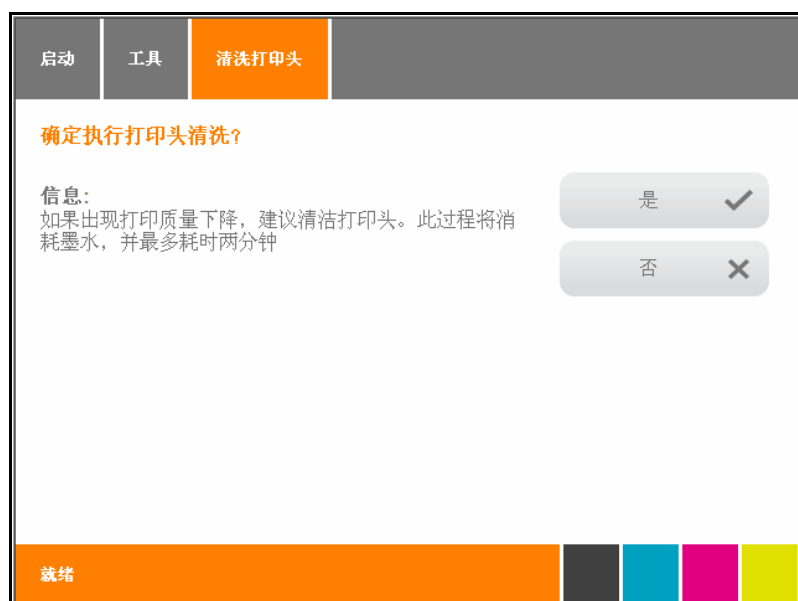 启动
工具
清洗打印头
确定执行打印头清洗?
信息:
如果出现打印质量下降，建议清洁打印头。此过程将消
耗墨水，并最多耗时两分钟
是
否
就绪